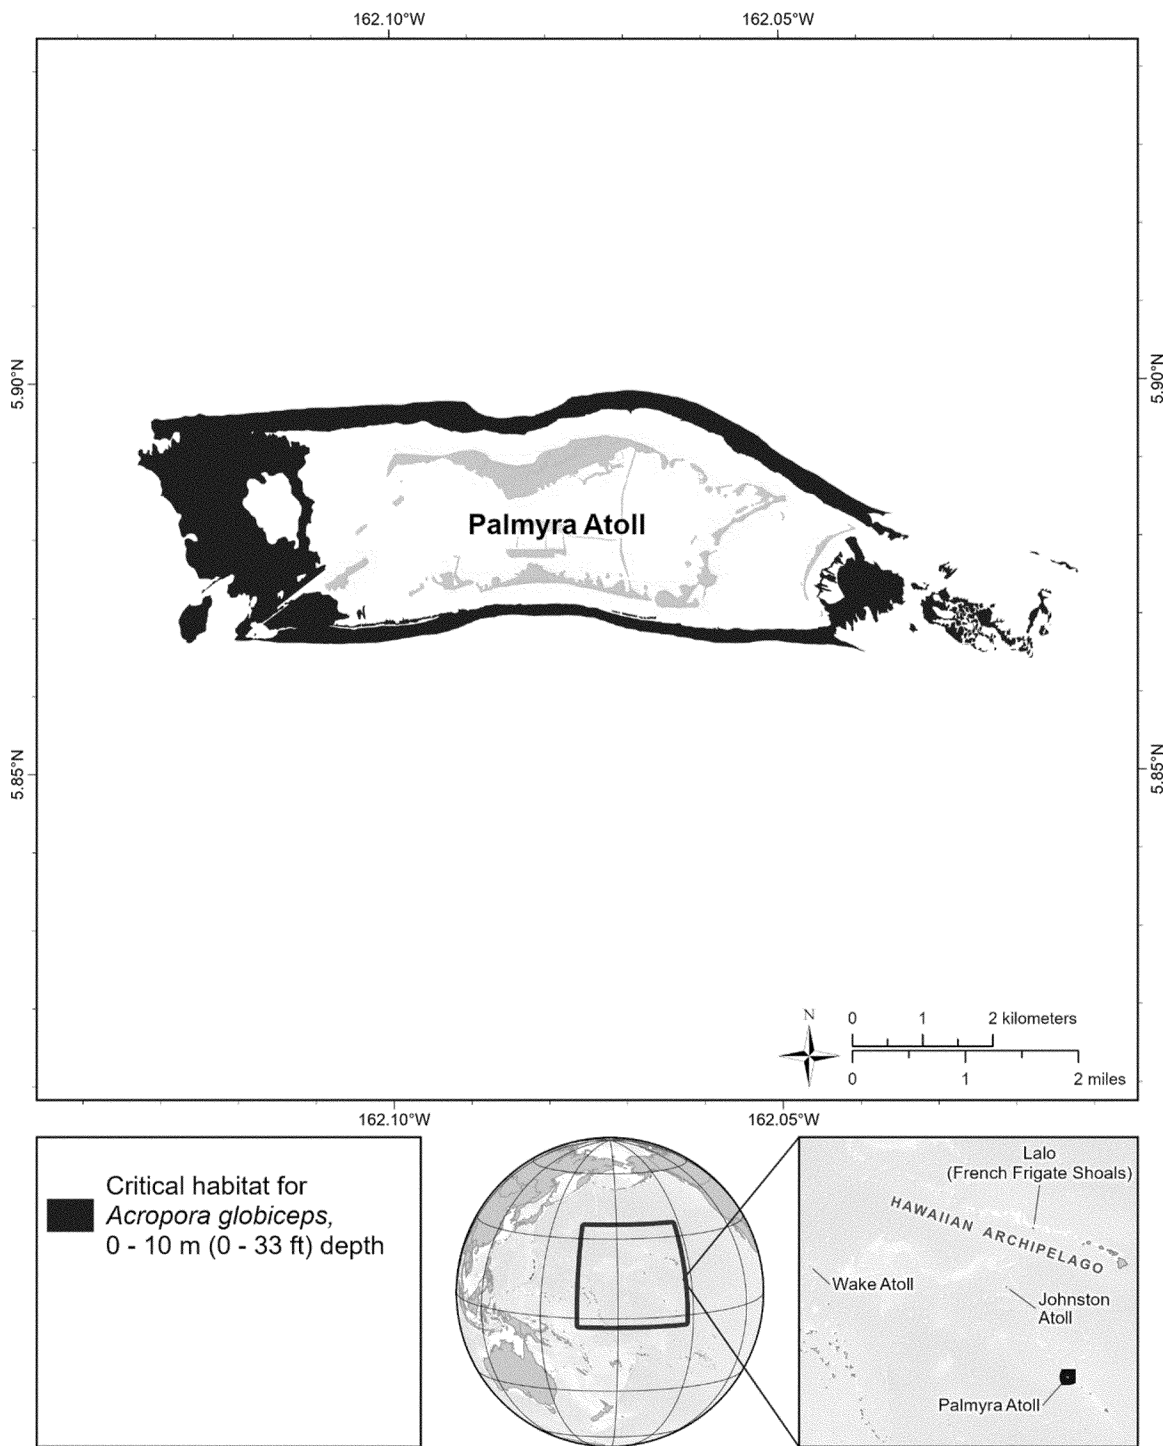 162.10°W 162.05°W
5.90°N 5.90°N
Palmyra Atoll
5.85°N 5.85°N
N
0 1 2 kilometers
0 1 2 miles
162.10°W 162.05°W
Critical habitat for
Acropora globiceps,
0 - 10 m (0 - 33 ft) depth
Lalo
(French Frigate Shoals)
HAWAIIAN ARCHIPELAGO
Wake Atoll
Johnston
Atoll
Palmyra Atoll